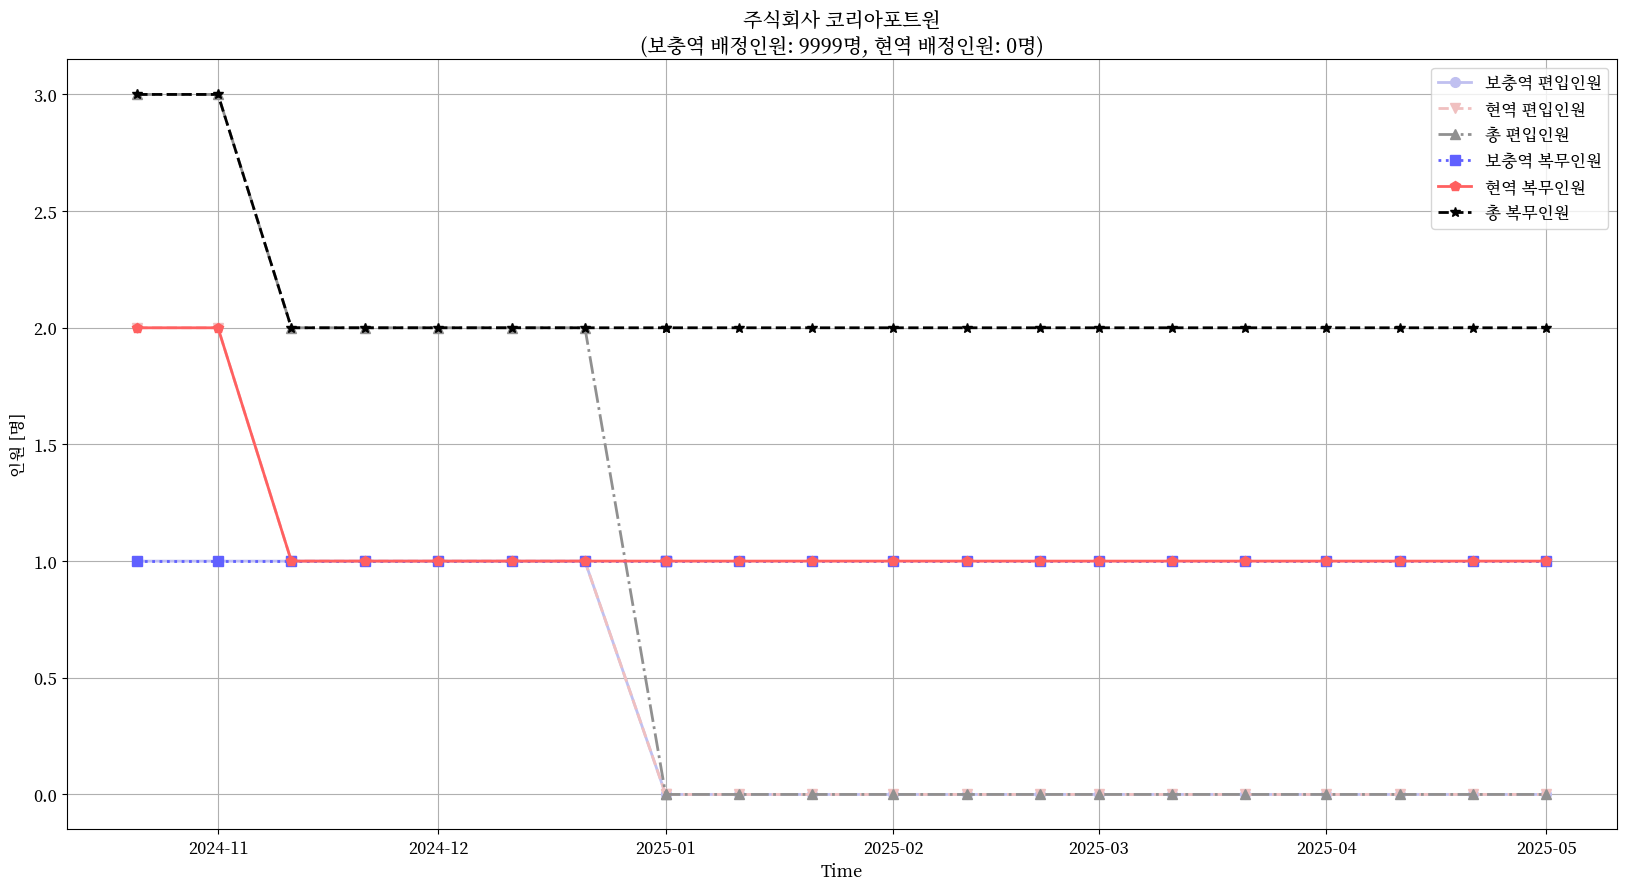 주식회사 코리아포트원
(보충역 배정인원: 9999명, 현역 배정인원: 0명)
보충역 편입인원
현역 편입인원
총 편입인원
보충역 복무인원
현역 복무인원
총 복무인원
인원 [명]
3.0
2.5
2.0
1.5
1.0
0.5
0.0
2024-11
2024-12
2025-01
2025-02
2025-03
2025-04
2025-05
Time